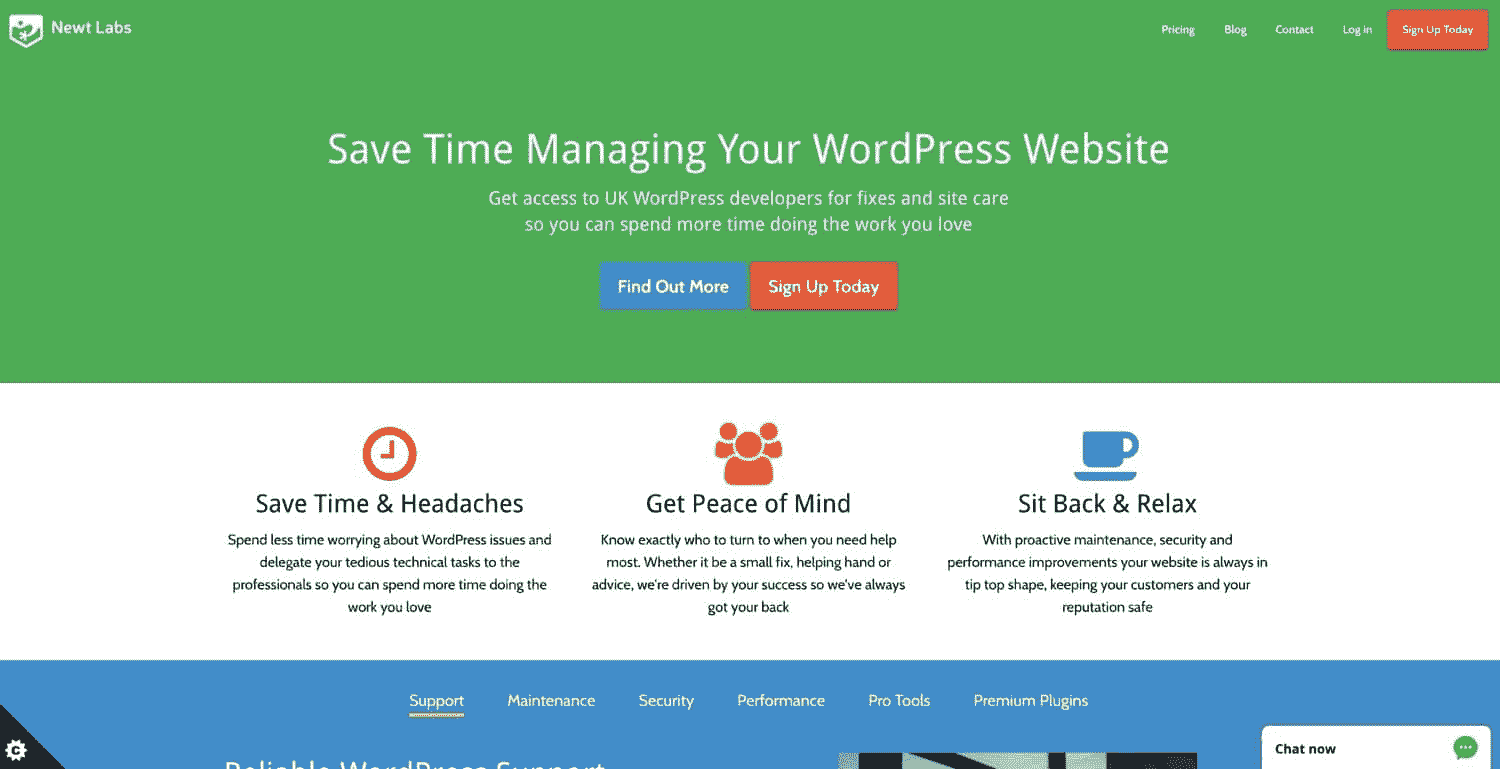 Newt Labs
Pricing
Blog
Contact
Log in
Sign Up Today
Save Time Managing Your WordPress Website
Get access to UK WordPress developers for fixes and site care
so you can spend more time doing the work you love
Find Out More
Sign Up Today
Save Time & Headaches
Spend less time worrying about WordPress issues and
delegate your tedious technical tasks to the
professionals so you can spend more time doing the
work you love
Get Peace of Mind
Know exactly who to turn to when you need help
most. Whether it be a small fix, helping hand or
advice, we're driven by your success so we've always
got your back
Sit Back & Relax
With proactive maintenance, security and
performance improvements your website is always in
tip top shape, keeping your customers and your
reputation safe
Support
Maintenance
Security
Performance
Pro Tools
Premium Plugins
Reliable WordPress Support
C
Chat now